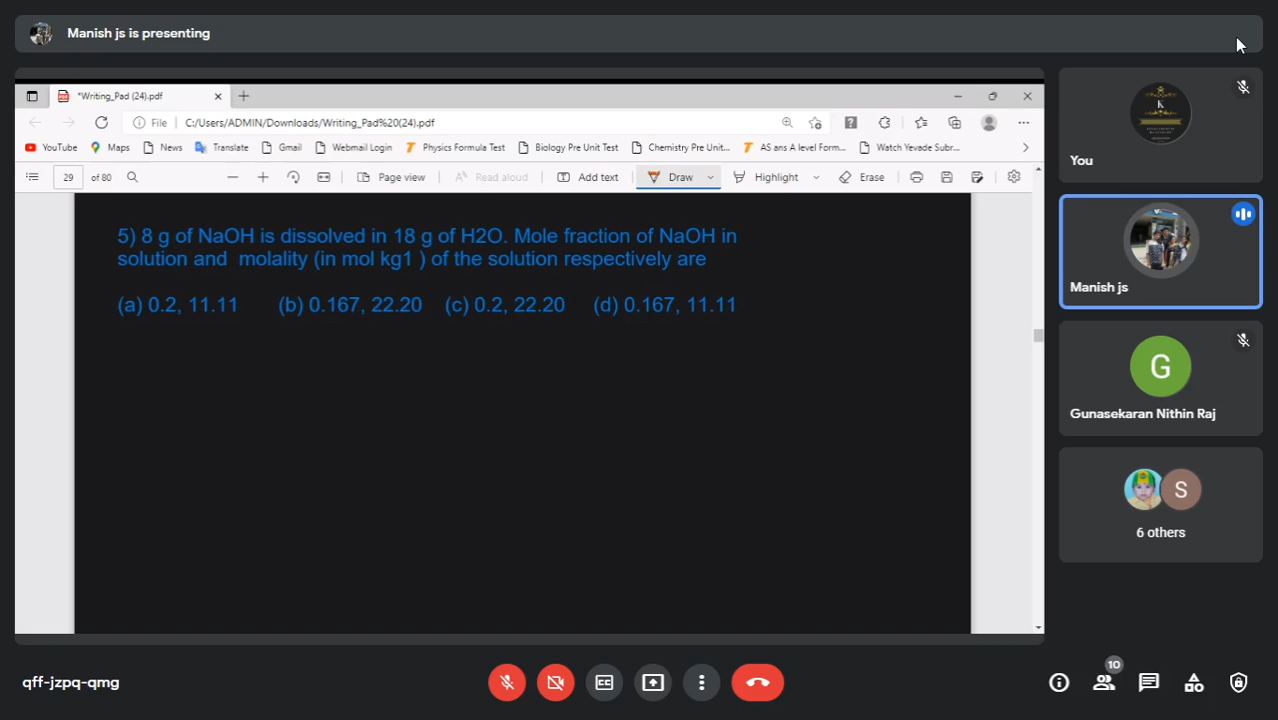 Manish js is presenting
*Writing_Pad (24).pdf
File C:/Users/ADMIN/Downloads/Writing_Pad%20(24).pdf
YouTube Maps News Translate Gmail Webmail Login Physics Formula Test Biology Pre Unit Test Chemistry Pre Unit... AS ans A level Form... Watch Yevade Subr...
29 of 80 Page view Read aloud Add text Draw Highlight Erase
5) 8 g of NaOH is dissolved in 18 g of H2O. Mole fraction of NaOH in
solution and molality (in mol kg1 ) of the solution respectively are
(a) 0.2, 11.11 (b) 0.167, 22.20 (c) 0.2, 22.20 (d) 0.167, 11.11
K
You
Manish js
G
Gunasekaran Nithin Raj
S
6 others
qff-jzpq-qmg
10